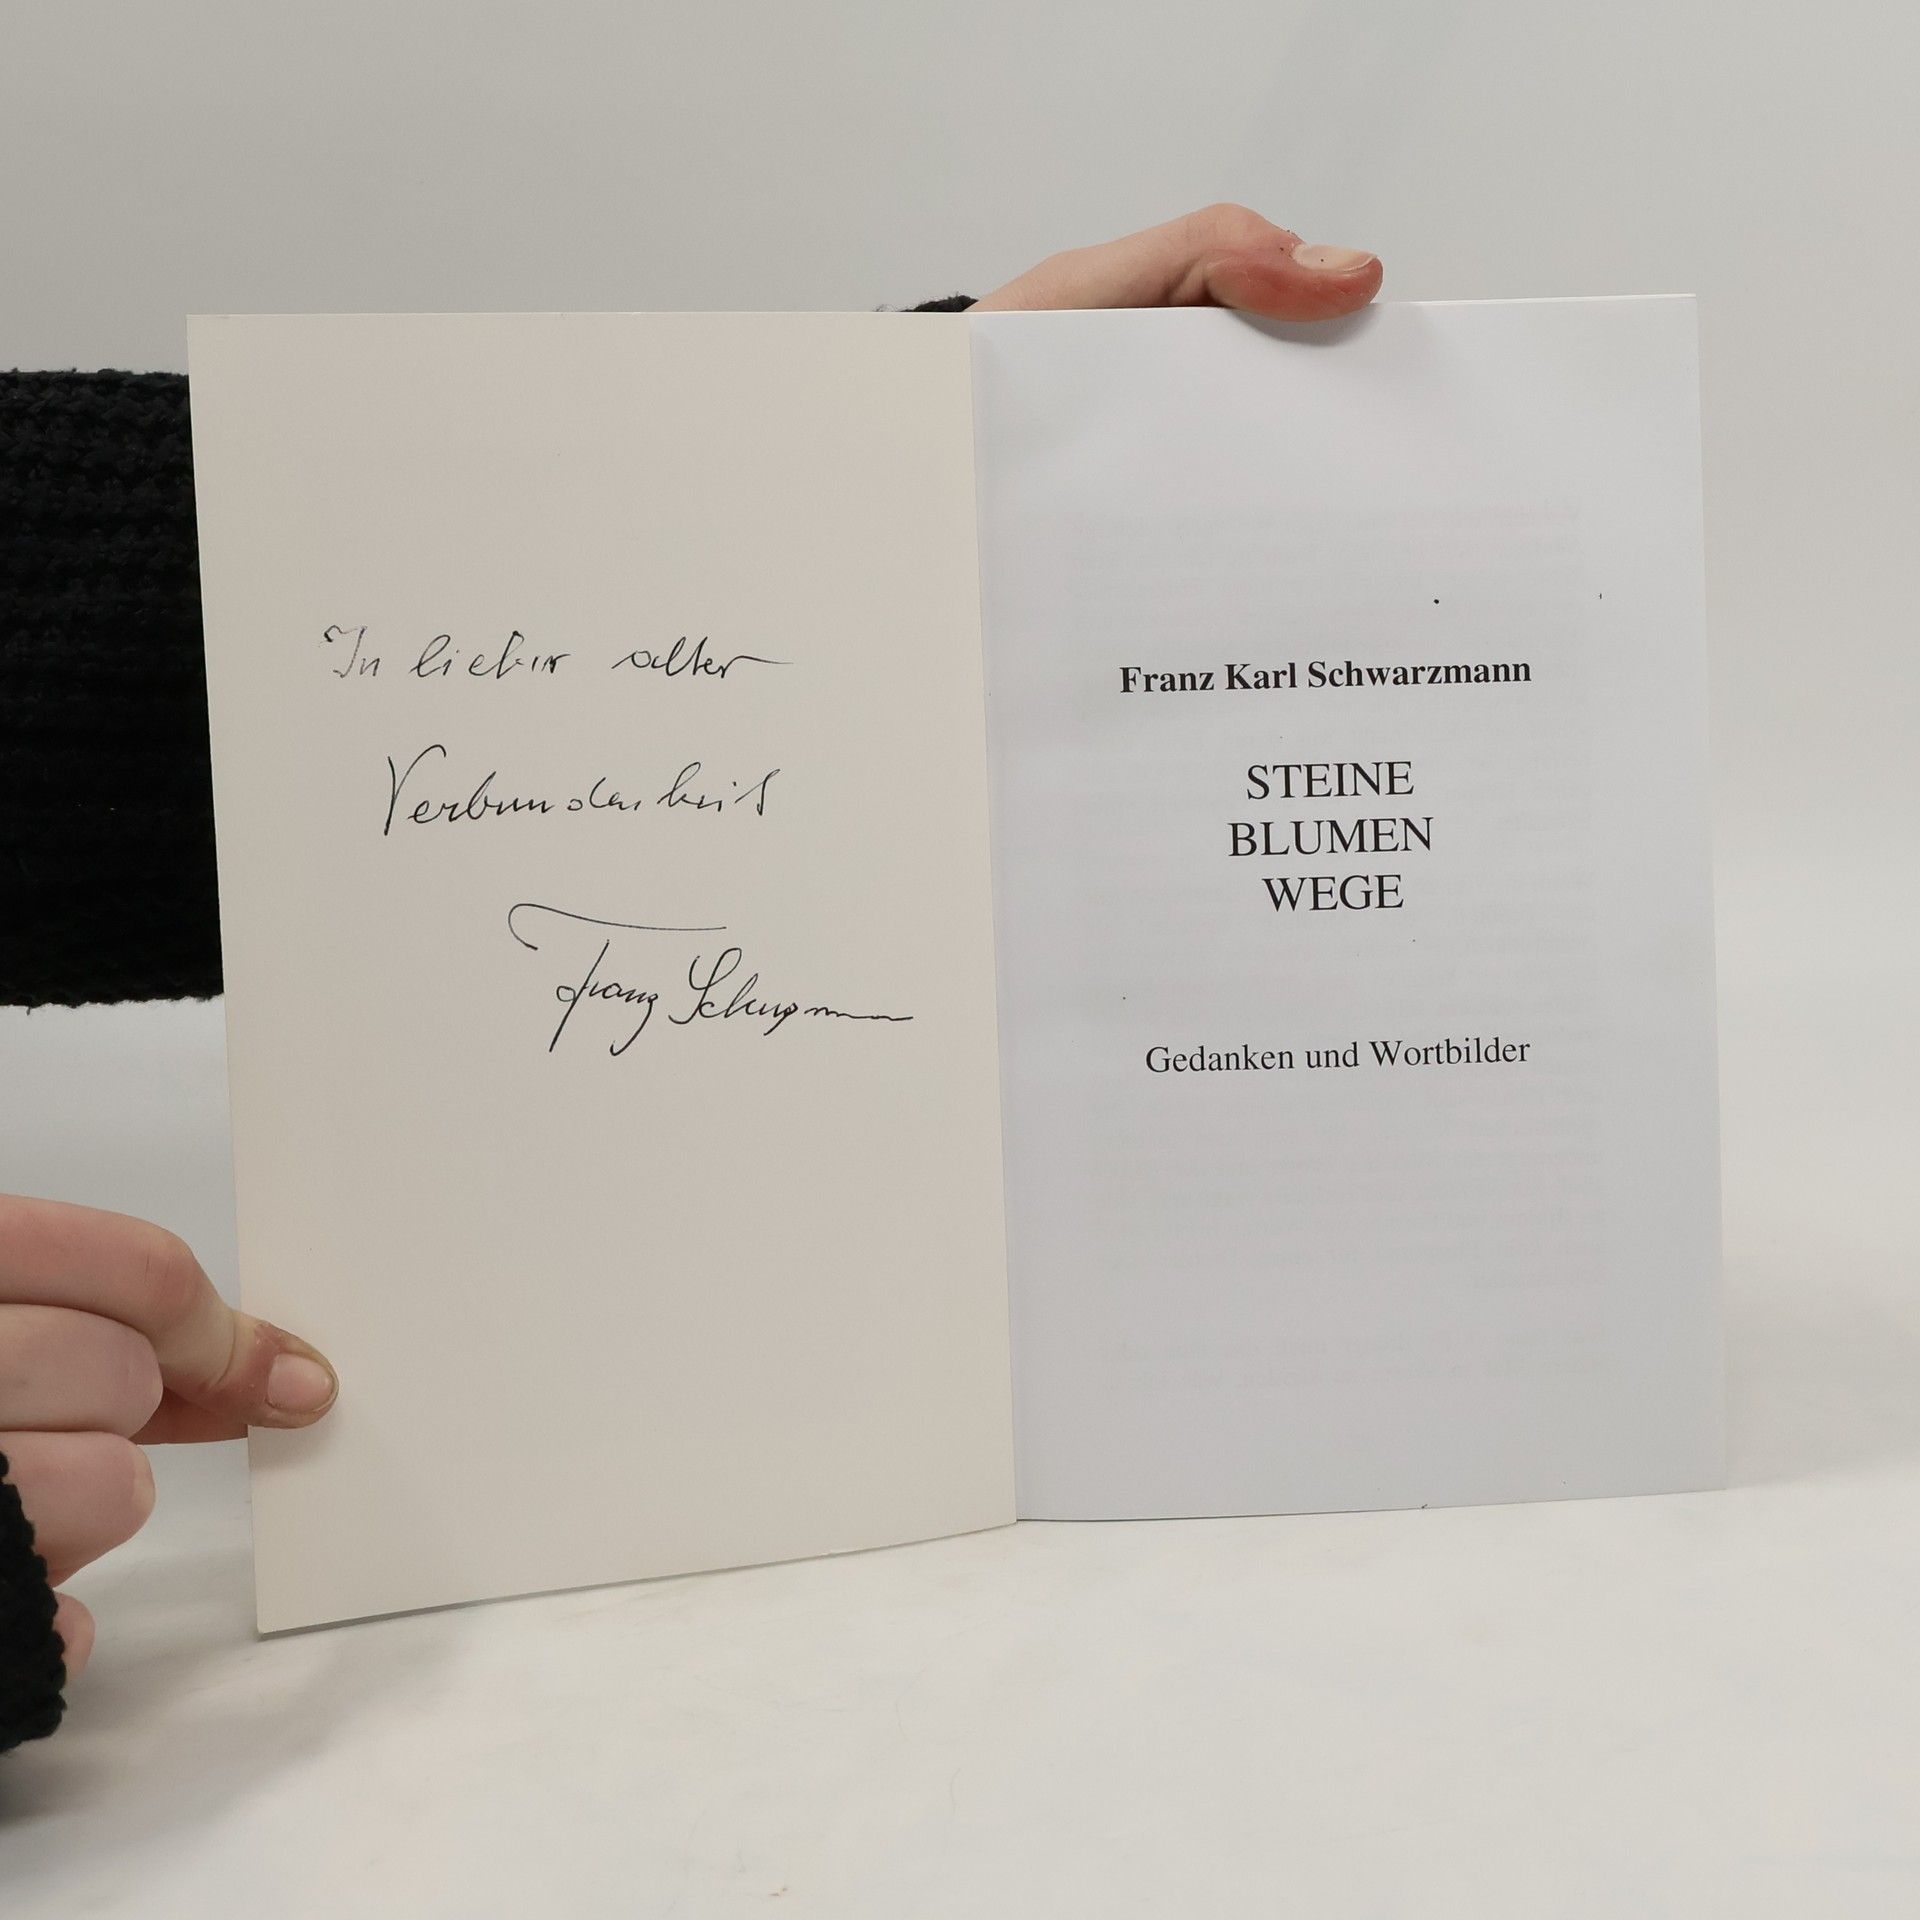 In lieber alter
Verbundenheit
Franz Schwarzmann
Franz Karl Schwarzmann
STEINE
BLUMEN
WEGE
Gedanken und Wortbilder